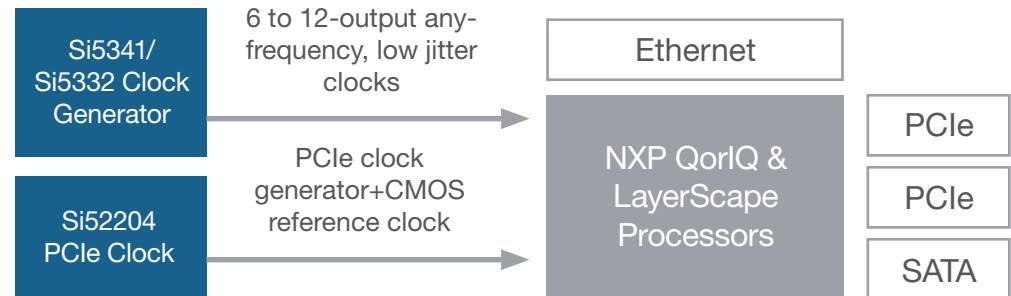 Si5341/
Si5332 Clock
Generator
6 to 12-output any-
frequency, low jitter
clocks
Ethernet
Si52204
PCIe Clock
PCIe clock
generator+CMOS
reference clock
NXP QorIQ &
LayerScape
Processors
PCIe
PCIe
SATA